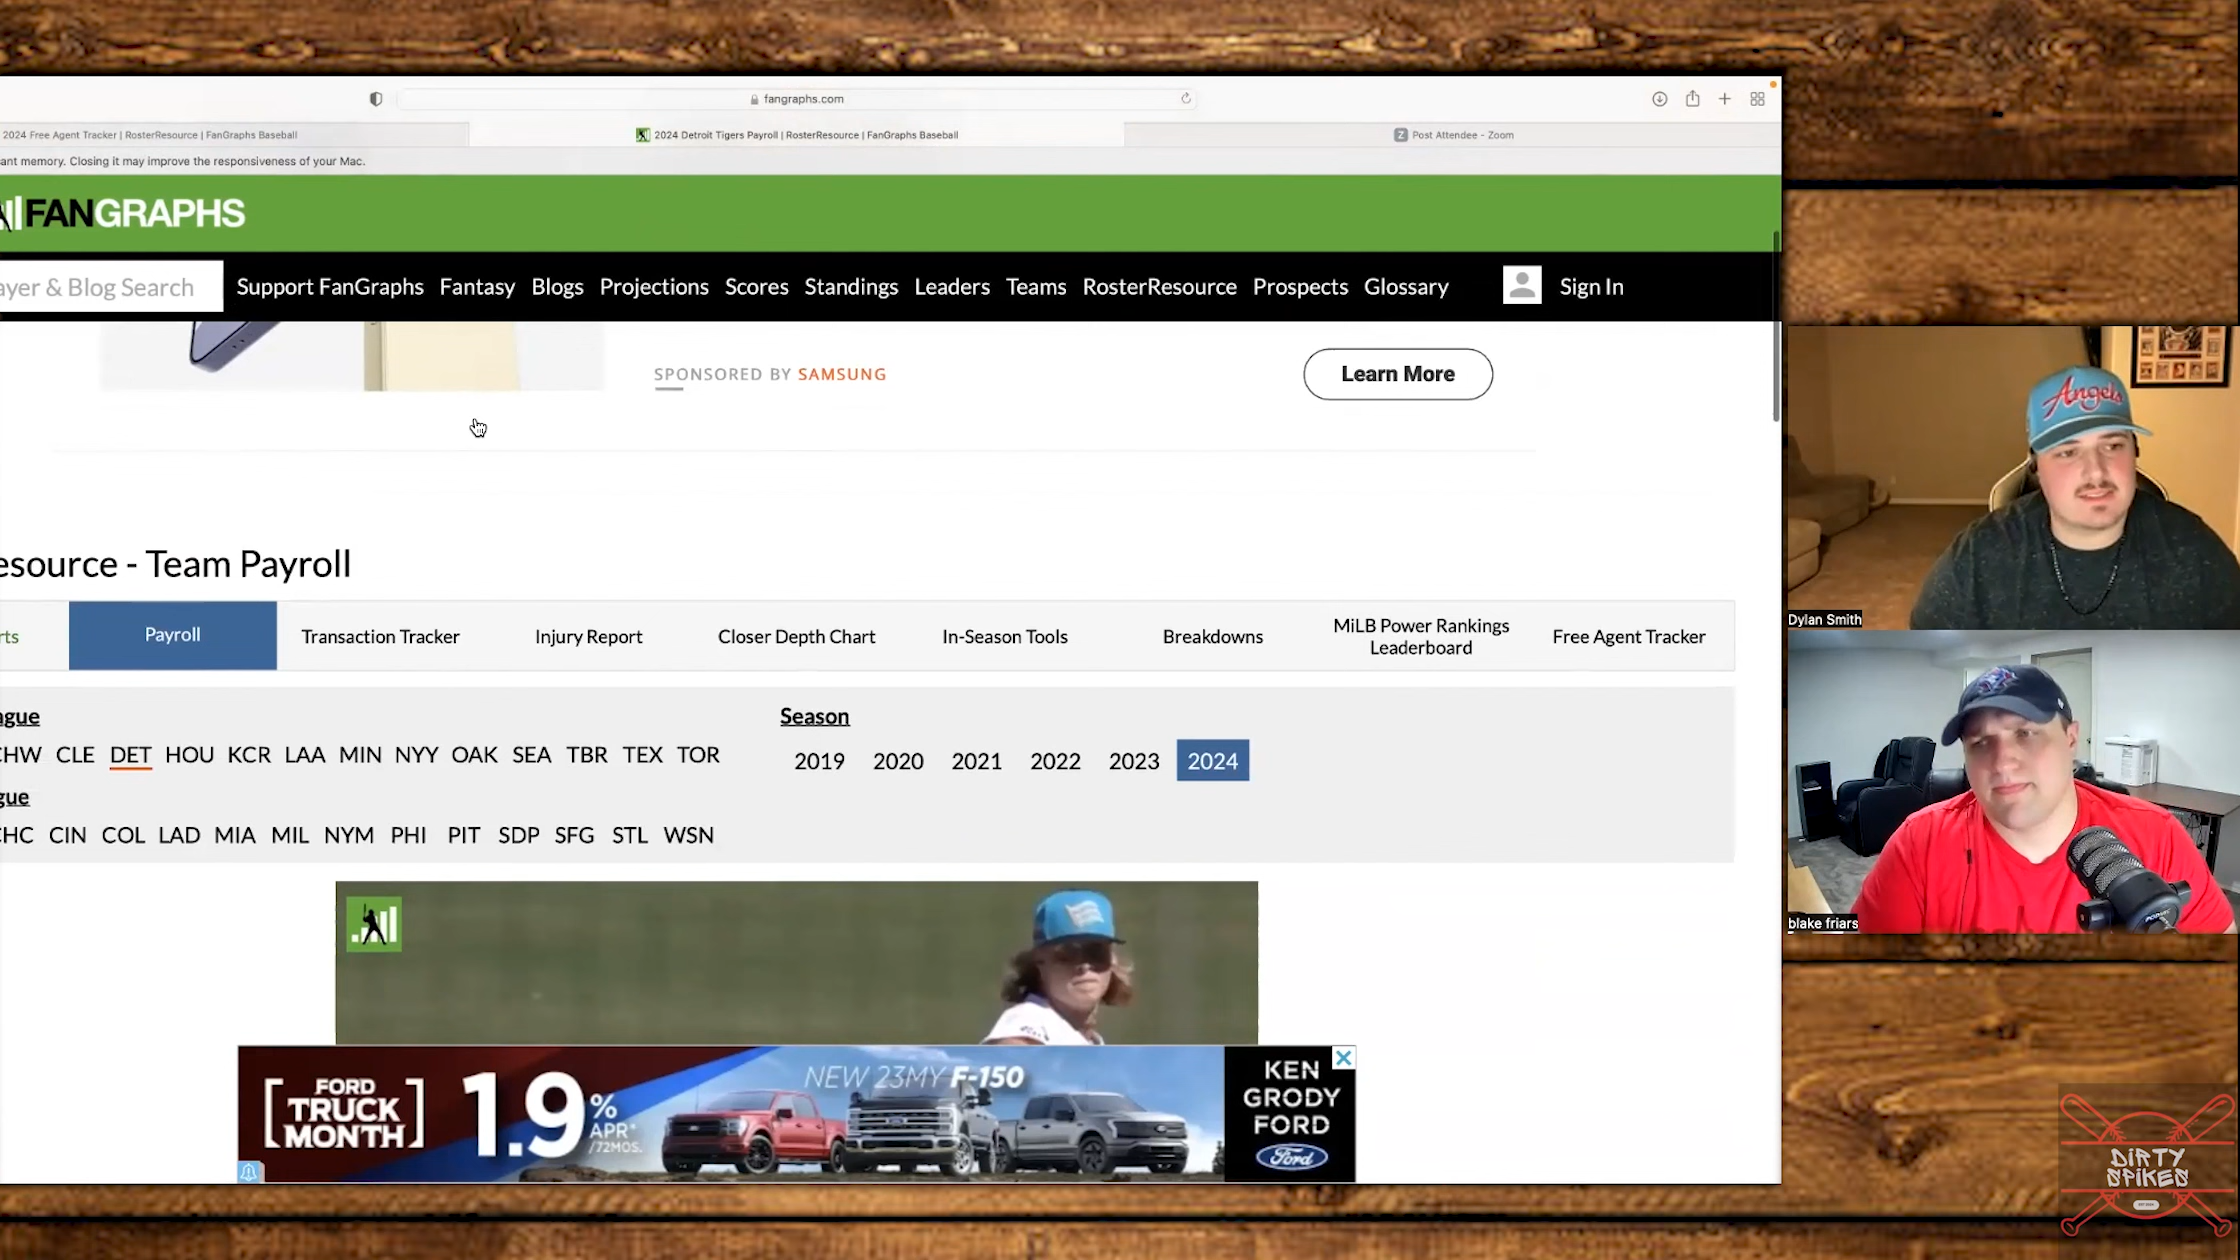 fangraphs.com
2024 Free Agent Tracker | RosterResource | FanGraphs Baseball
2024 Detroit Tigers Payroll | RosterResource | FanGraphs Baseball
Z Post Attendee - Zoom
ant memory. Closing it may improve the responsiveness of your Mac.
FANGRAPHS
ayer & Blog Search Support FanGraphs Fantasy Blogs Projections Scores Standings Leaders Teams RosterResource Prospects Glossary Sign In
SPONSORED BY SAMSUNG
Learn More
Angels
esource - Team Payroll
rts Payroll Transaction Tracker Injury Report Closer Depth Chart In-Season Tools Breakdowns MiLB Power Rankings Leaderboard Free Agent Tracker
Dylan Smith
ague
CHW CLE DET HOU KCR LAA MIN NYY OAK SEA TBR TEX TOR
gue
CHC CIN COL LAD MIA MIL NYM PHI PIT SDP SFG STL WSN
Season
2019 2020 2021 2022 2023 2024
blake friars
FORD
TRUCK
MONTH
1.9%
APR*
/72MOS.
NEW 23MY F-150
KEN
GRODY
FORD
Ford
DIRTY
SPIKES